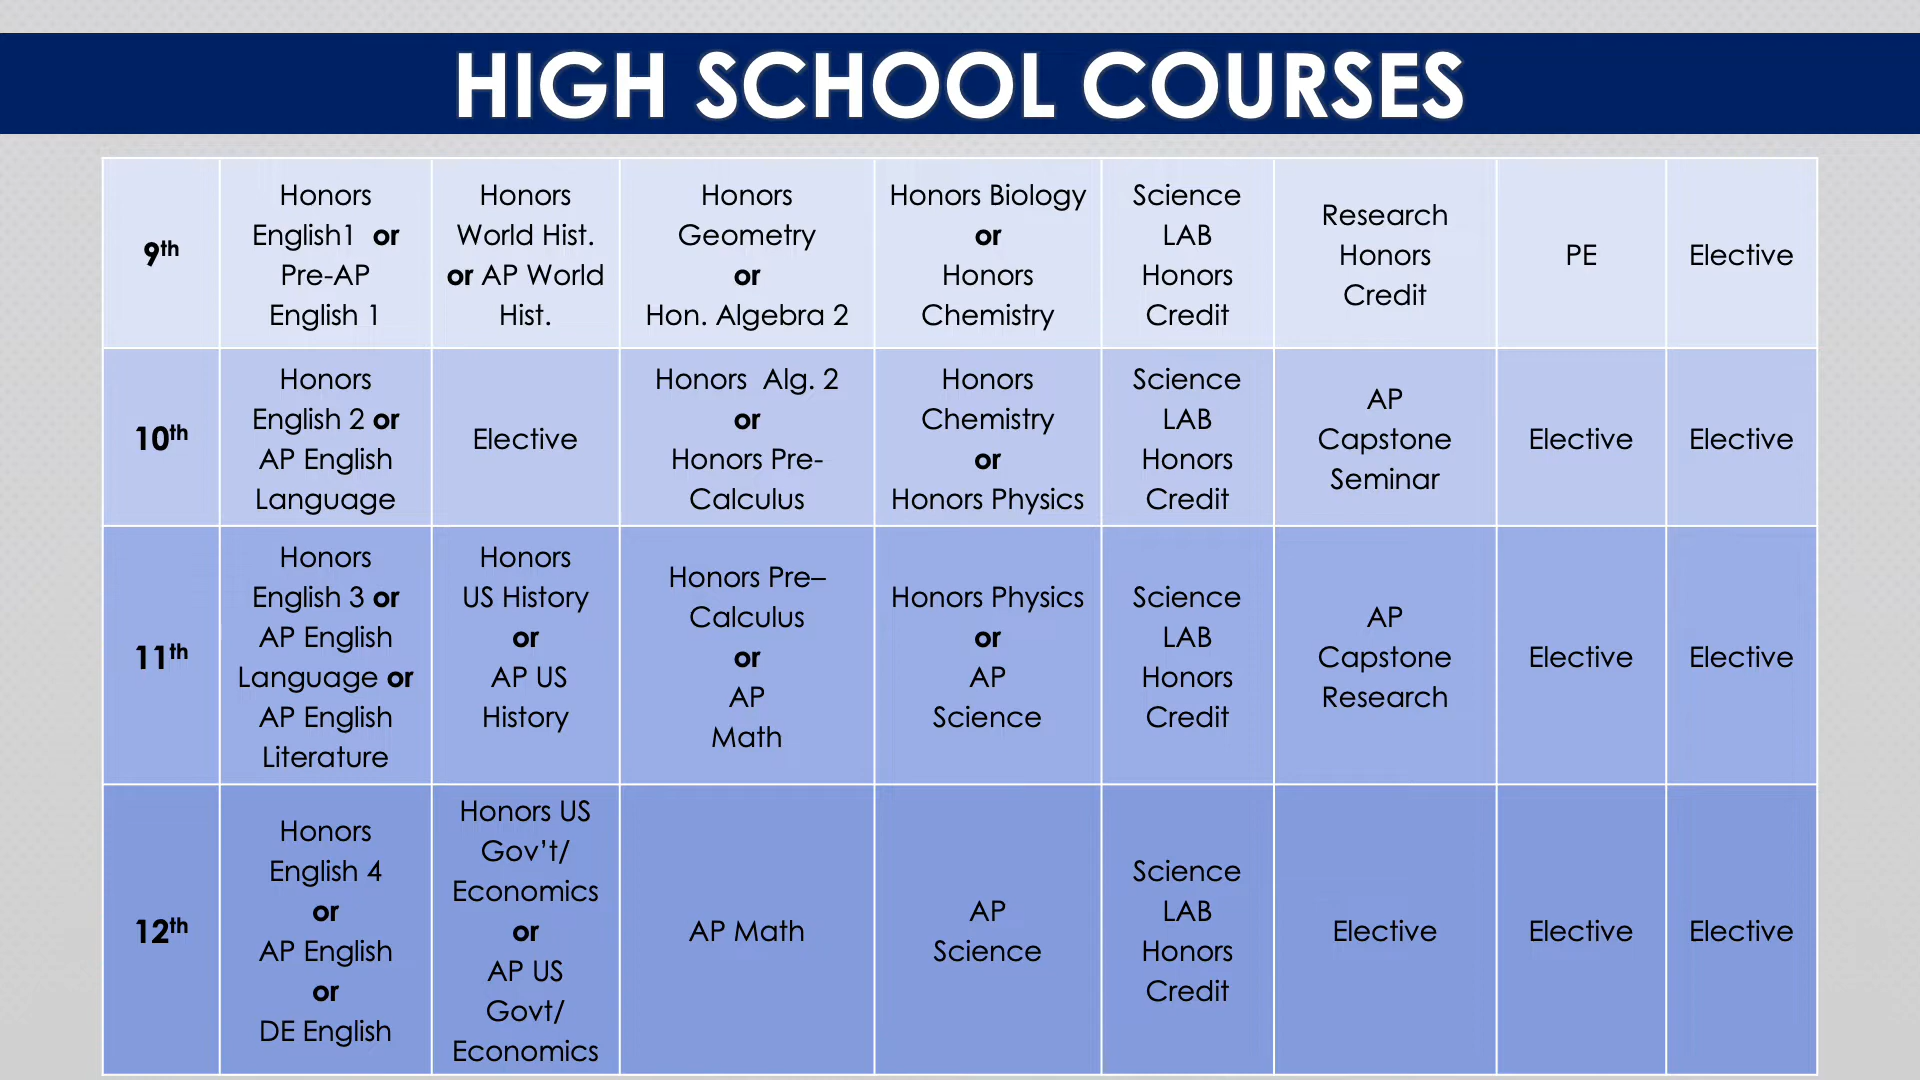 HIGH SCHOOL COURSES
9th
Honors
English1 or
Pre-AP
English 1
Honors
World Hist.
or AP World
Hist.
Honors
Geometry
or
Hon. Algebra 2
Honors Biology
or
Honors
Chemistry
Science
LAB
Honors
Credit
Research
Honors
Credit
PE
Elective
10th
Honors
English 2 or
AP English
Language
Elective
Honors Alg. 2
or
Honors Pre-
Calculus
Honors
Chemistry
or
Honors Physics
Science
LAB
Honors
Credit
AP
Capstone
Seminar
Elective
Elective
11th
Honors
English 3 or
AP English
Language or
AP English
Literature
Honors
US History
or
AP US
History
Honors Pre–
Calculus
or
AP
Math
Honors Physics
or
AP
Science
Science
LAB
Honors
Credit
AP
Capstone
Research
Elective
Elective
12th
Honors
English 4
or
AP English
or
DE English
Honors US
Gov’t/
Economics
or
AP US
Govt/
Economics
AP Math
AP
Science
Science
LAB
Honors
Credit
Elective
Elective
Elective